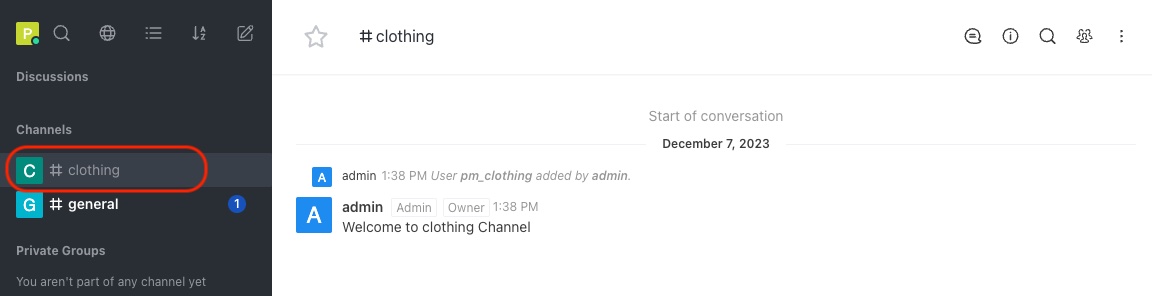 P
Discussions
Channels
C # clothing
G # general 1
Private Groups
You aren't part of any channel yet
# clothing
Start of conversation
December 7, 2023
A admin 1:38 PM User pm_clothing added by admin.
A admin Admin Owner 1:38 PM
Welcome to clothing Channel